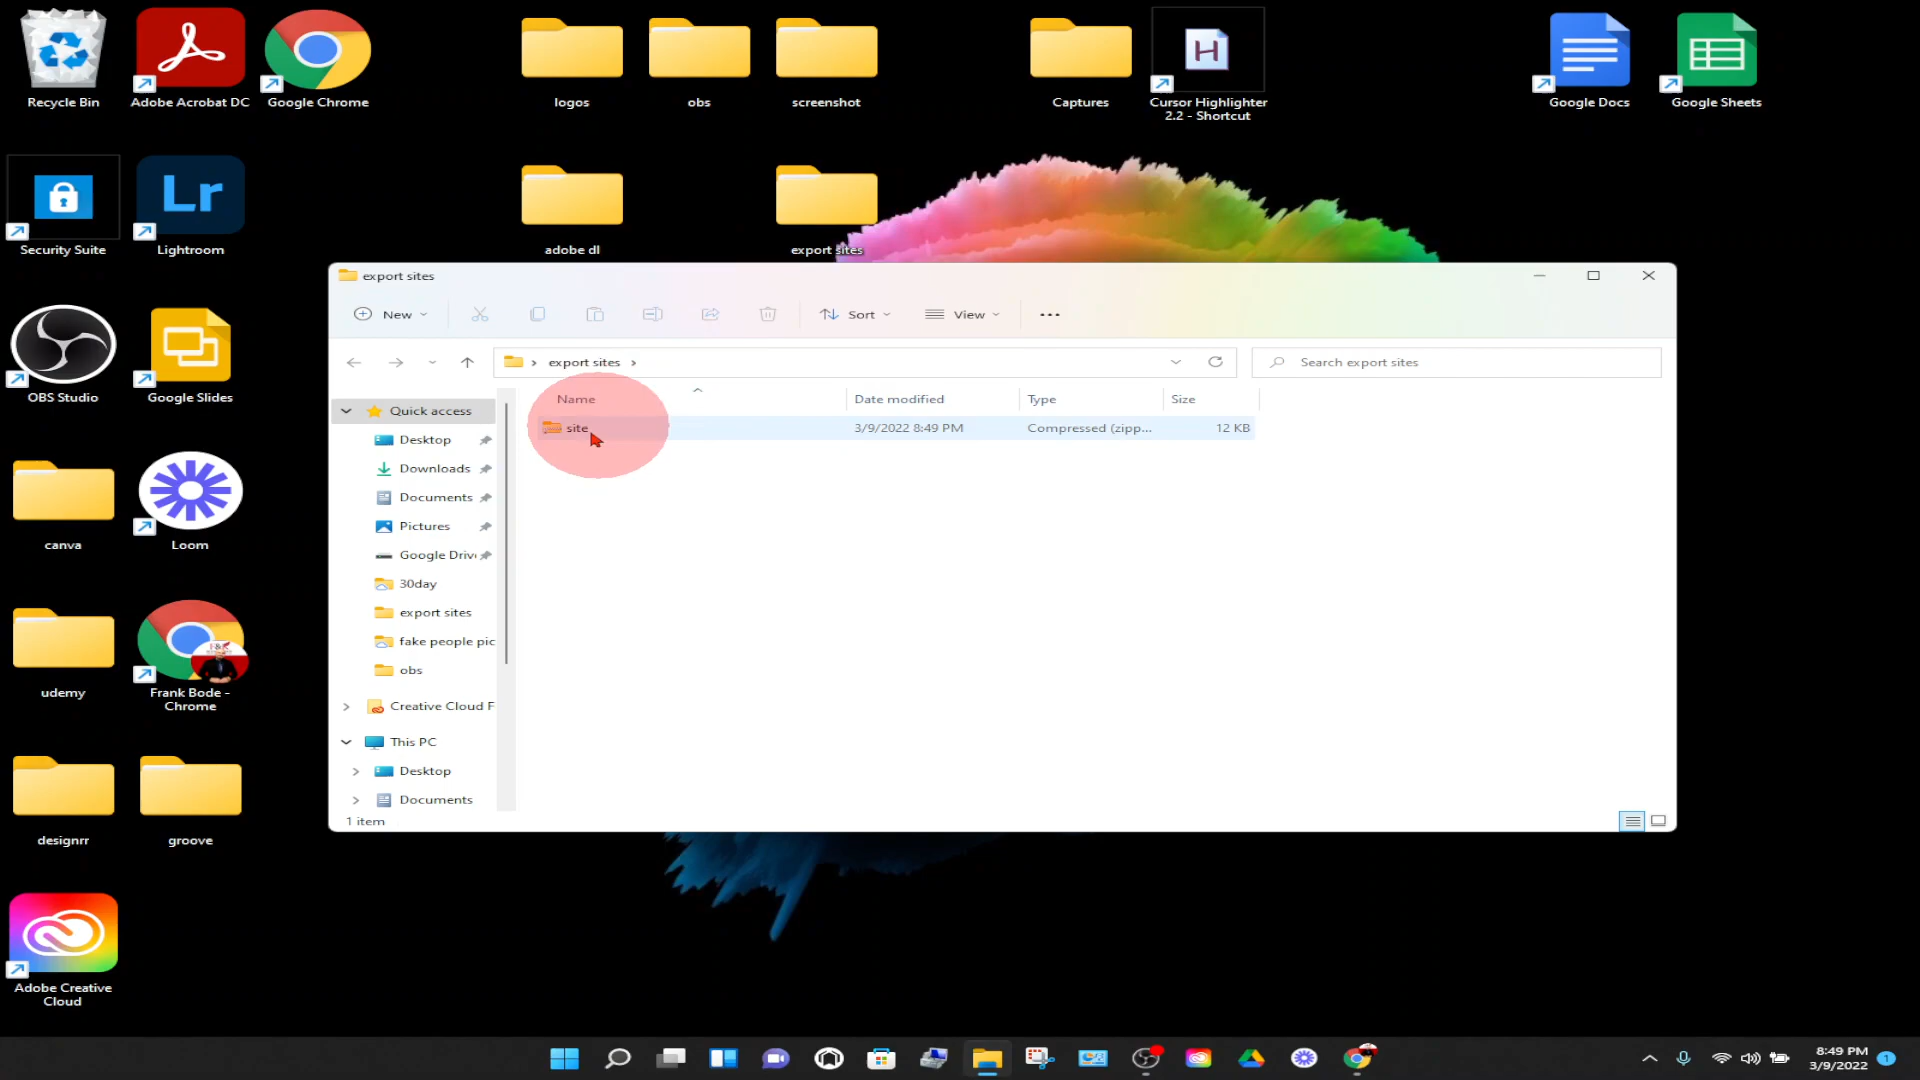 Recycle Bin
Adobe Acrobat DC
Google Chrome
logos
obs
screenshot
Captures
H
Cursor Highlighter
2.2 - Shortcut
Google Docs
Google Sheets
Security Suite
Lr
Lightroom
adobe dl
export sites
OBS Studio
Google Slides
canva
Loom
udemy
Frank Bode -
Chrome
designrr
groove
Adobe Creative
Cloud
export sites
New
Sort
View
export sites
Search export sites
Name
Date modified
Type
Size
site
3/9/2022 8:49 PM
Compressed (zipp...
12 KB
Quick access
Desktop
Downloads
Documents
Pictures
Google Driv
30day
export sites
fake people pic
obs
Creative Cloud F
This PC
Desktop
Documents
1 item
8:49 PM
3/9/2022
1